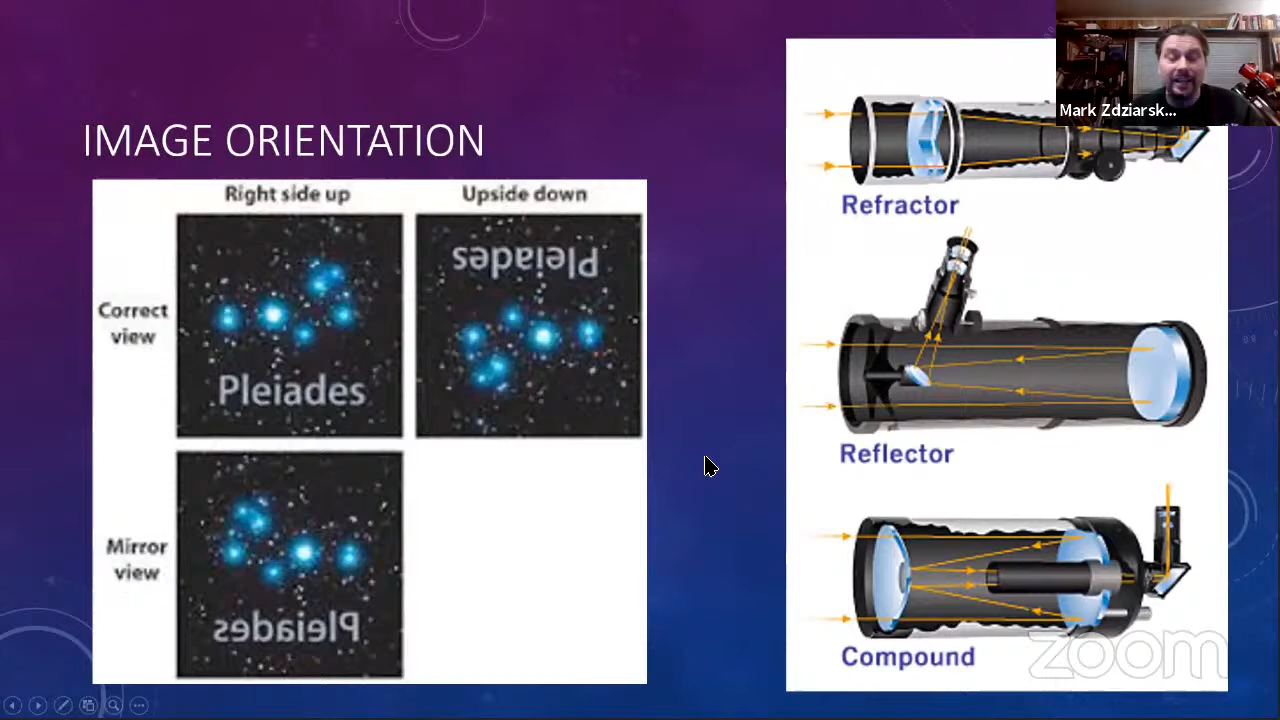 IMAGE ORIENTATION
Right side up
Upside down
Correct
view
Pleiades
Pleiades
Mirror
view
Pleiades
Refractor
Reflector
Compound
Mark Zdziarsk...
zoom